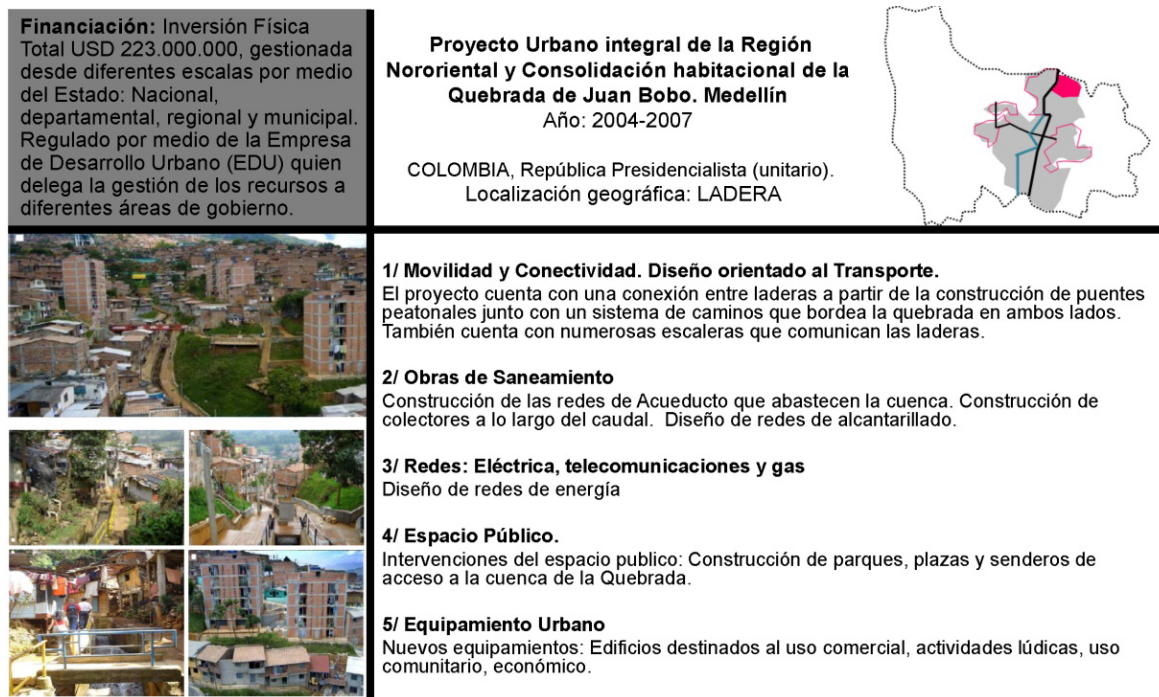 Financiación: Inversión Física
Total USD 223.000.000, gestionada
desde diferentes escalas por medio
del Estado: Nacional,
departamental, regional y municipal.
Regulado por medio de la Empresa
de Desarrollo Urbano (EDU) quien
delega la gestión de los recursos a
diferentes áreas de gobierno.
Proyecto Urbano integral de la Región
Nororiental y Consolidación habitacional de la
Quebrada de Juan Bobo. Medellín
Año: 2004-2007
COLOMBIA, República Presidencialista (unitario).
Localización geográfica: LADERA
1/ Movilidad y Conectividad. Diseño orientado al Transporte.
El proyecto cuenta con una conexión entre laderas a partir de la construcción de puentes
peatonales junto con un sistema de caminos que bordea la quebrada en ambos lados.
También cuenta con numerosas escaleras que comunican las laderas.
2/ Obras de Saneamiento
Construcción de las redes de Acueducto que abastecen la cuenca. Construcción de
colectores a lo largo del caudal. Diseño de redes de alcantarillado.
3/ Redes: Eléctrica, telecomunicaciones y gas
Diseño de redes de energía
4/ Espacio Público.
Intervenciones del espacio publico: Construcción de parques, plazas y senderos de
acceso a la cuenca de la Quebrada.
5/ Equipamiento Urbano
Nuevos equipamientos: Edificios destinados al uso comercial, actividades lúdicas, uso
comunitario, económico.